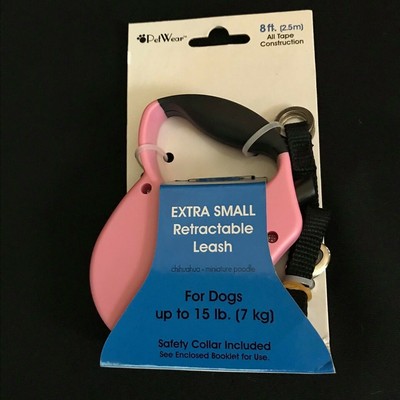 PetWear™
8 ft. (2.5m)
All Tape
Construction
EXTRA SMALL
Retractable
Leash
chihuahua - miniature poodle
For Dogs
up to 15 lb. (7 kg)
Safety Collar Included
See Enclosed Booklet for Use.